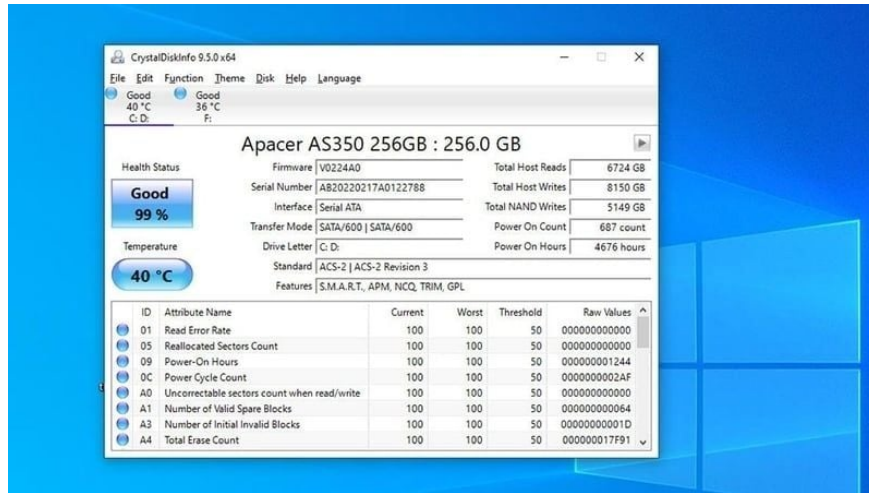 CrystalDiskInfo 9.5.0 x64
File Edit Function Theme Disk Help Language
Good Good
40 °C 36 °C
C: D: F:
Apacer AS350 256GB : 256.0 GB
Health Status
Good
99 %
Temperature
40 °C
Firmware V0224A0
Serial Number AB20220217A0122788
Interface Serial ATA
Transfer Mode SATA/600 | SATA/600
Drive Letter C: D:
Standard ACS-2 | ACS-2 Revision 3
Features S.M.A.R.T., APM, NCQ, TRIM, GPL
Total Host Reads 6724 GB
Total Host Writes 8150 GB
Total NAND Writes 5149 GB
Power On Count 687 count
Power On Hours 4676 hours
ID Attribute Name Current Worst Threshold Raw Values
01 Read Error Rate 100 100 50 000000000000
05 Reallocated Sectors Count 100 100 50 000000000000
09 Power-On Hours 100 100 50 000000001244
0C Power Cycle Count 100 100 50 0000000002AF
A0 Uncorrectable sectors count when read/write 100 100 50 000000000000
A1 Number of Valid Spare Blocks 100 100 50 000000000064
A3 Number of Initial Invalid Blocks 100 100 50 00000000001D
A4 Total Erase Count 100 100 50 000000017F91